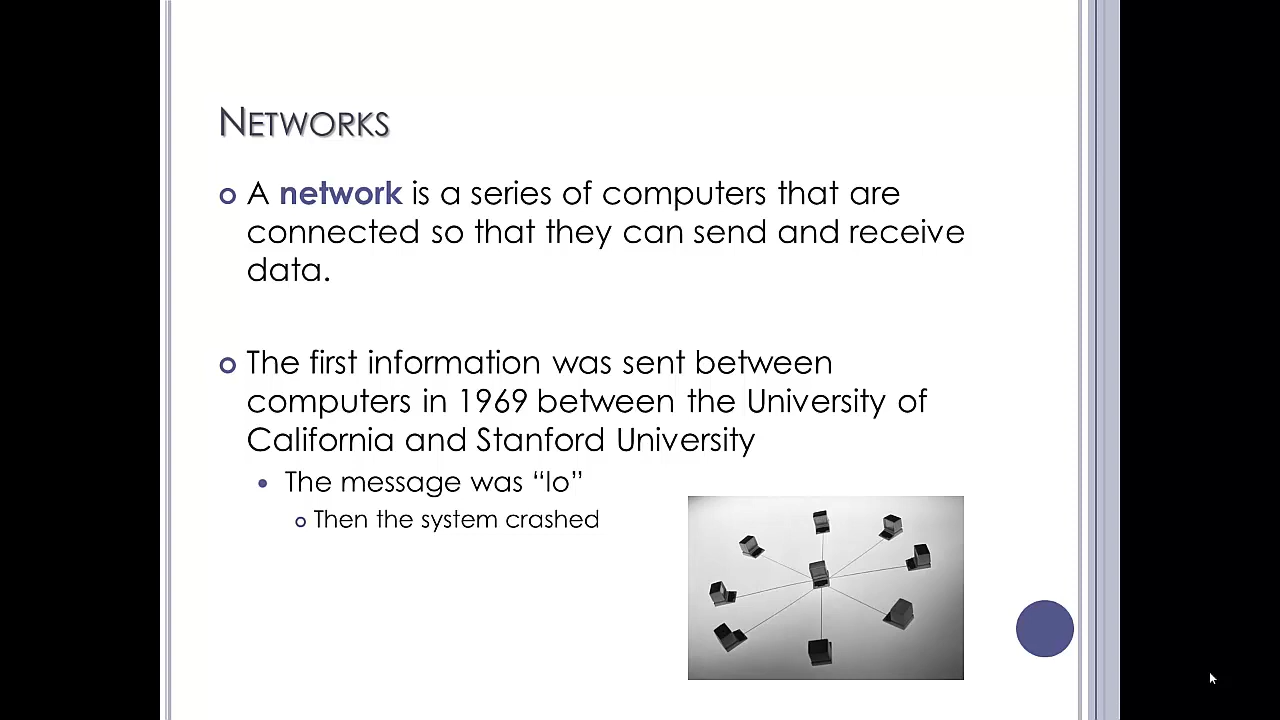 NETWORKS
A network is a series of computers that are
connected so that they can send and receive
data.
The first information was sent between
computers in 1969 between the University of
California and Stanford University
The message was “lo”
Then the system crashed